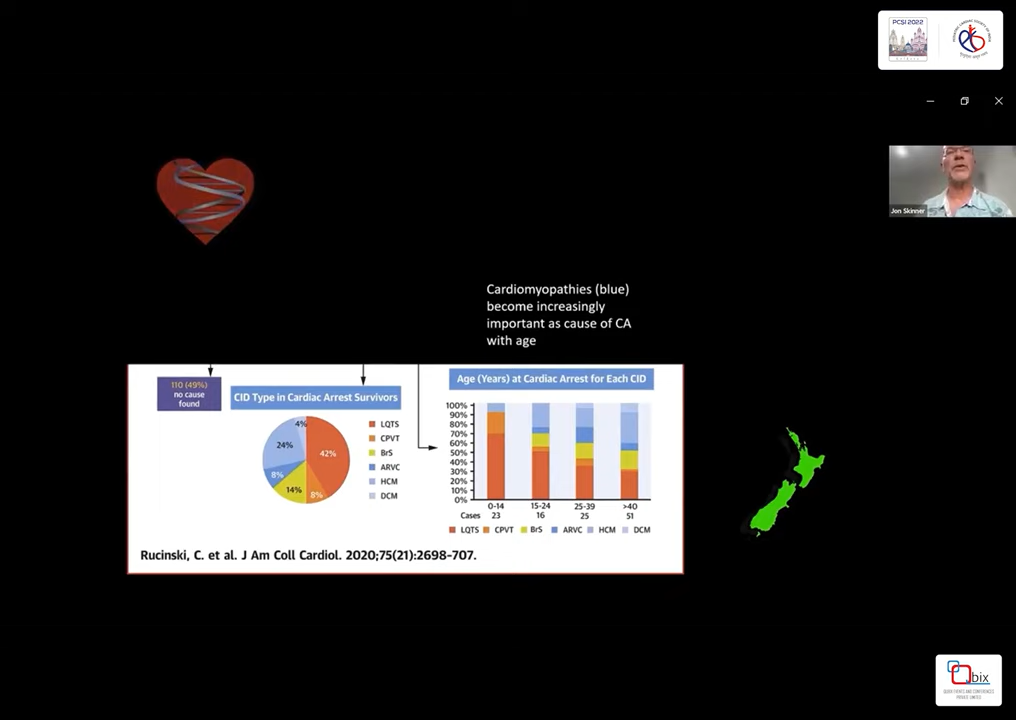 PCSI 2022
Jon Skinner
Cardiomyopathies (blue)
become increasingly
important as cause of CA
with age
110 (49%)
no cause
found
CID Type in Cardiac Arrest Survivors
4%
24%
42%
8%
14%
8%
LQTS
CPVT
BrS
ARVC
HCM
DCM
Age (Years) at Cardiac Arrest for Each CID
100%
90%
80%
70%
60%
50%
40%
30%
20%
10%
0%
0-14 15-24 25-39 >40
Cases 23 16 25 51
LQTS CPVT BrS ARVC HCM DCM
Rucinski, C. et al. J Am Coll Cardiol. 2020;75(21):2698-707.
bix
PRIVATE LIMITED